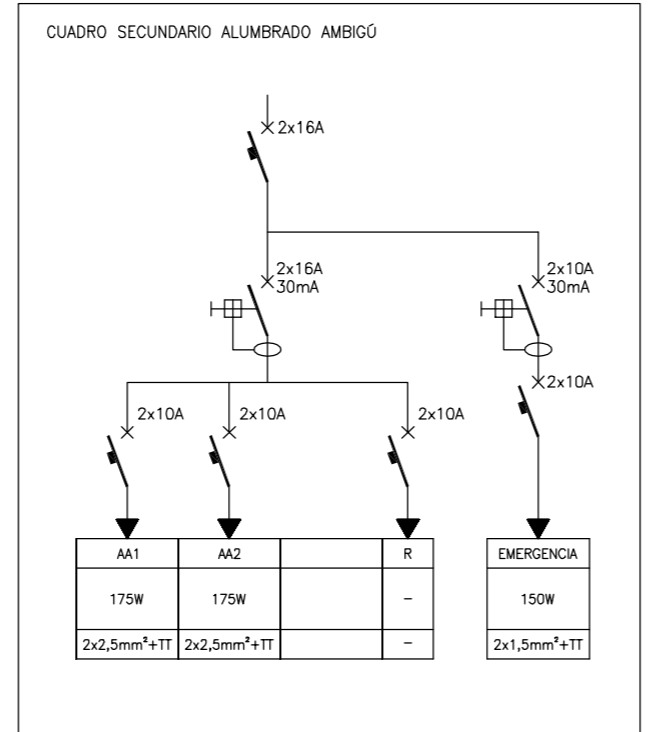 CUADRO SECUNDARIO ALUMBRADO AMBIGÚ
2x16A
2x16A
30mA
2x10A
30mA
2x10A
2x10A
2x10A
2x10A
AA1 AA2 R EMERGENCIA
175W 175W - 150W
2x2,5mm²+TT 2x2,5mm²+TT - 2x1,5mm²+TT